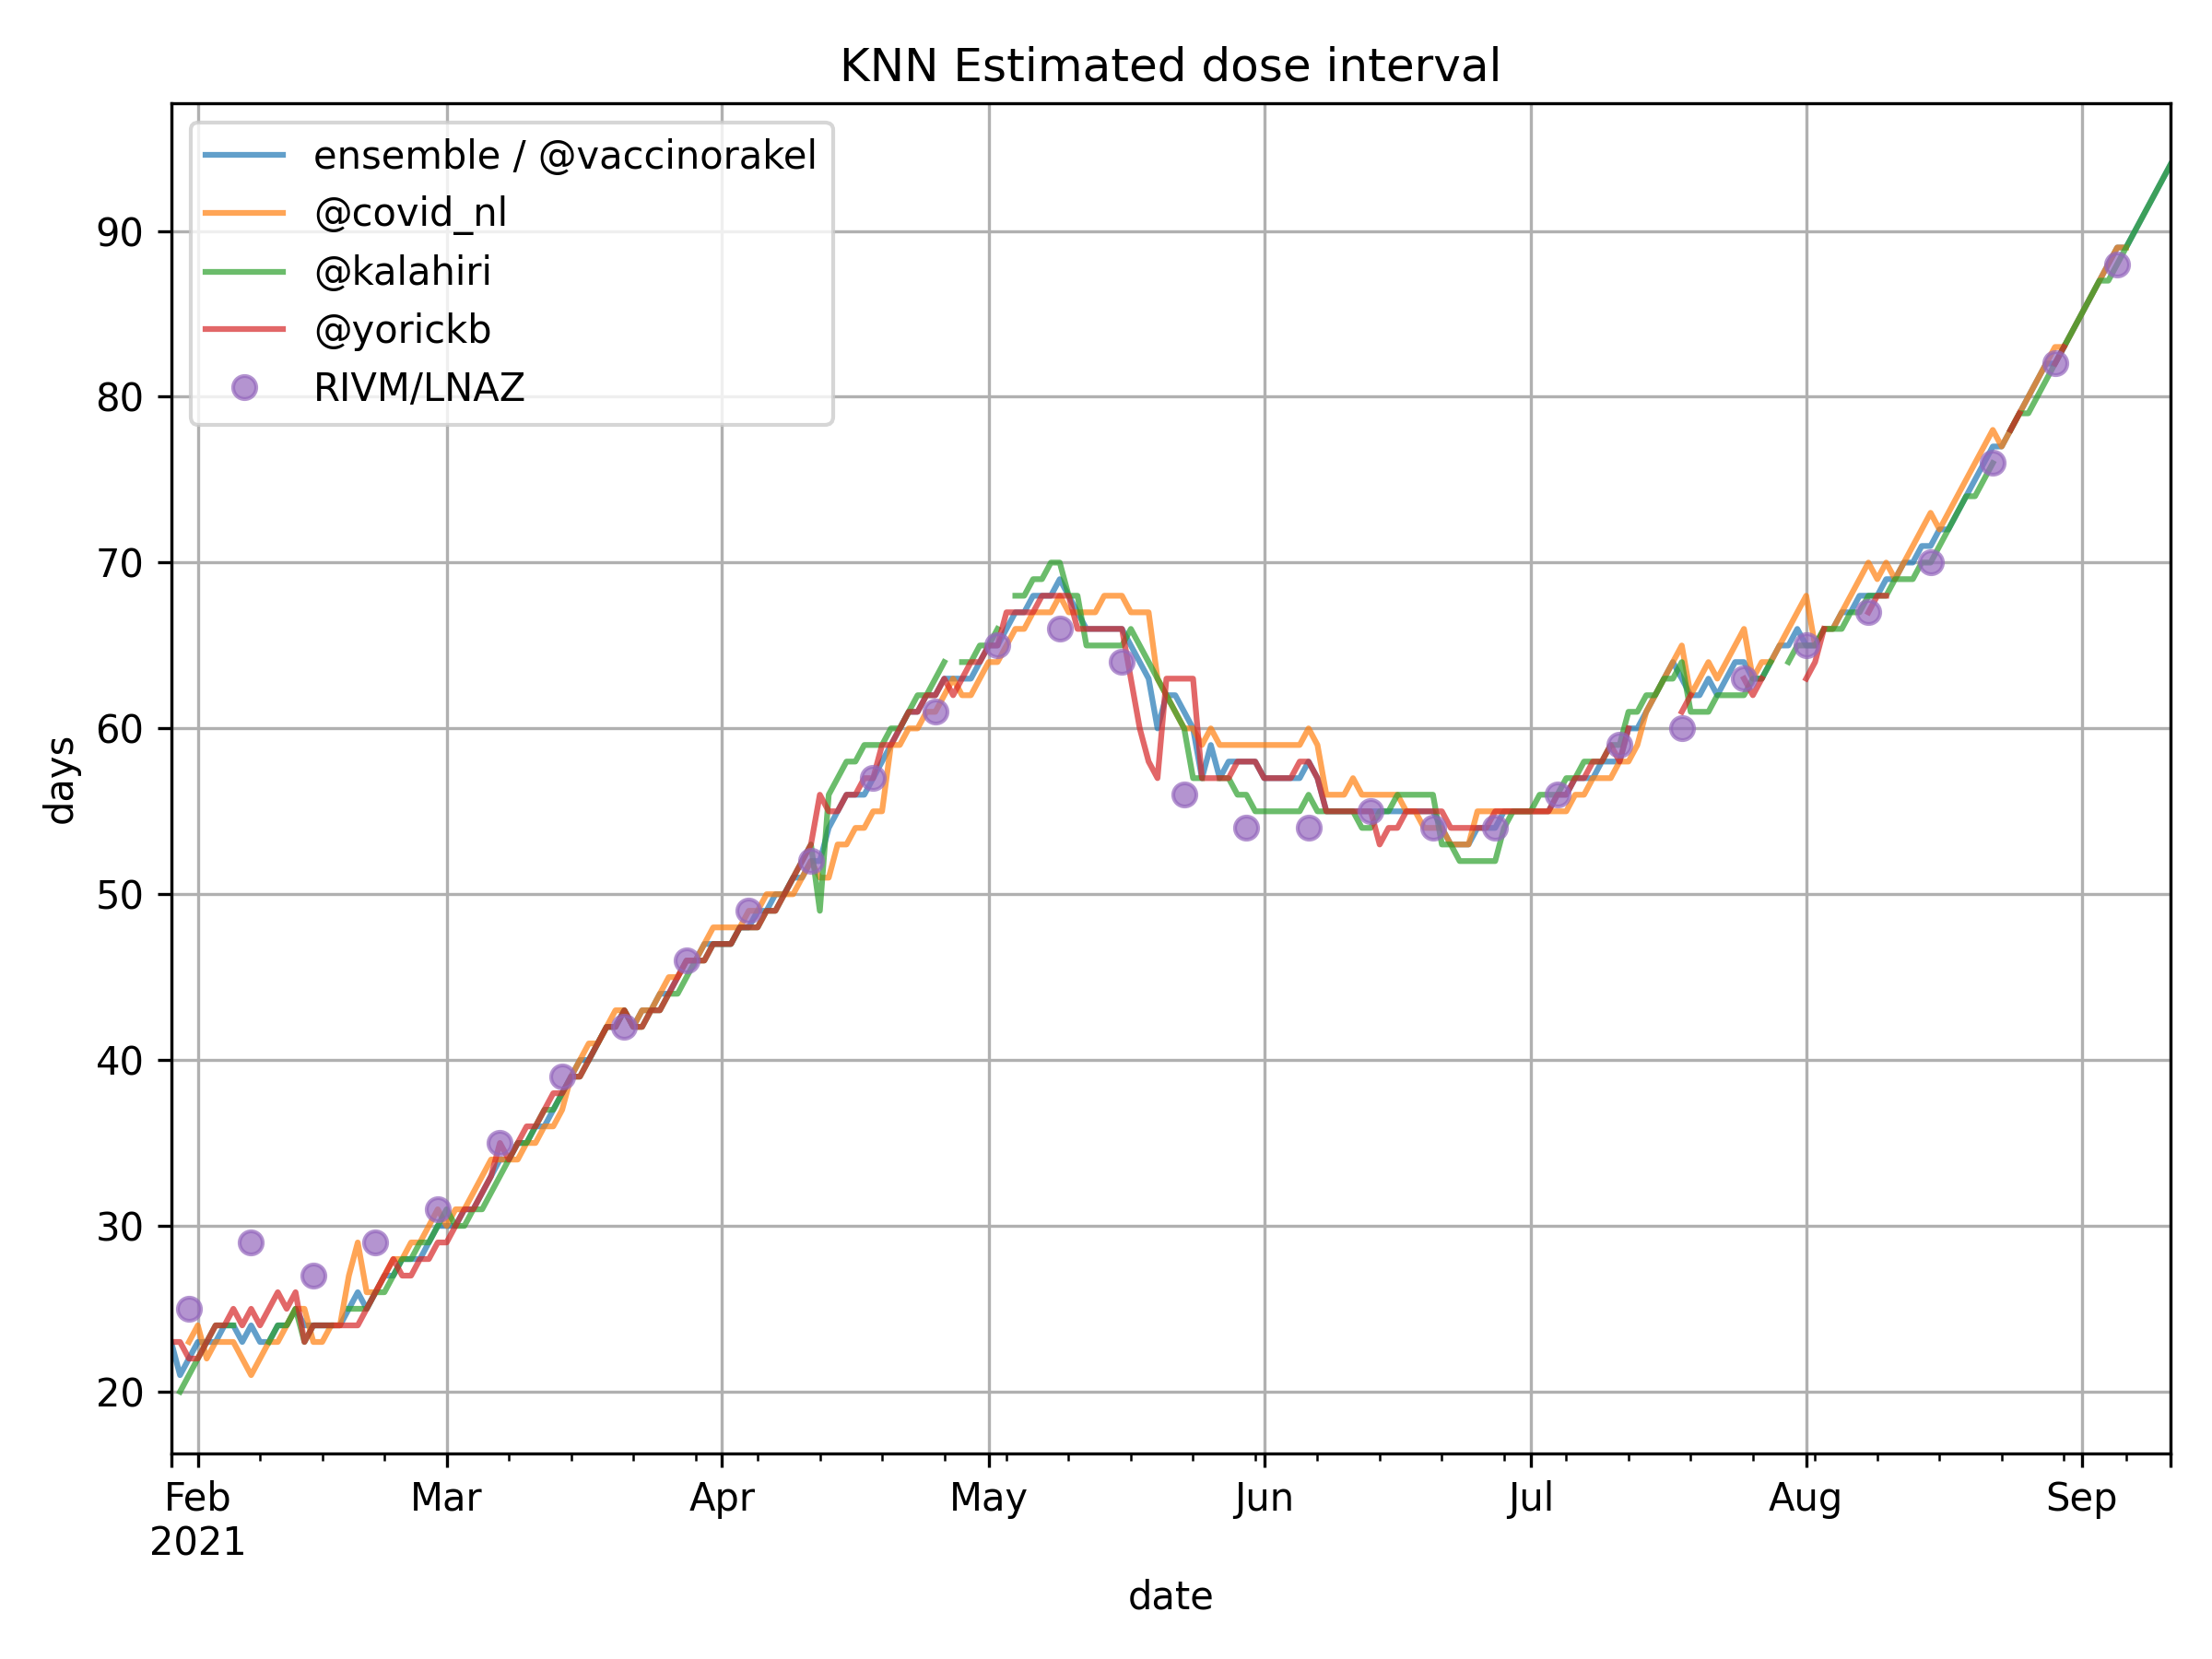 KNN Estimated dose interval
ensemble / @vaccinorakel
@covid_nl
@kalahiri
@yorickb
RIVM/LNAZ
90
80
70
60
50
40
30
20
days
Feb Mar Apr May Jun Jul Aug Sep
2021
date